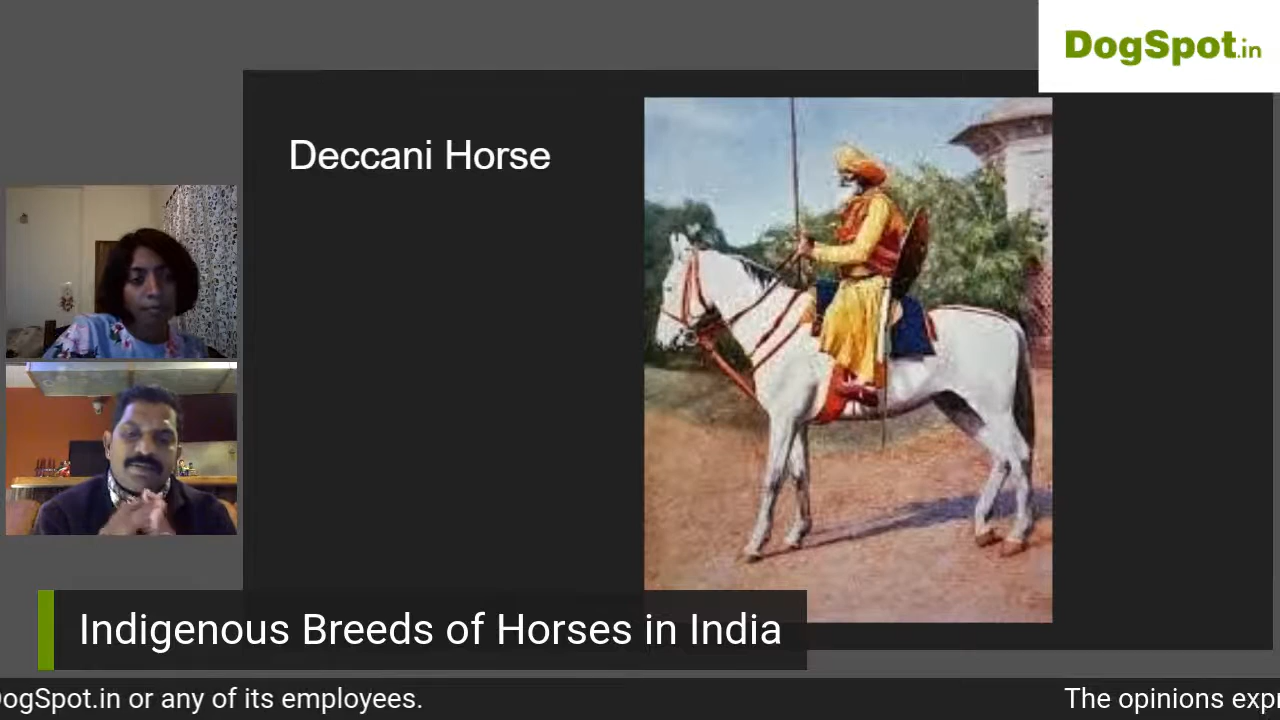 DogSpot.in
Deccani Horse
Indigenous Breeds of Horses in India
DogSpot.in or any of its employees.
The opinions expr